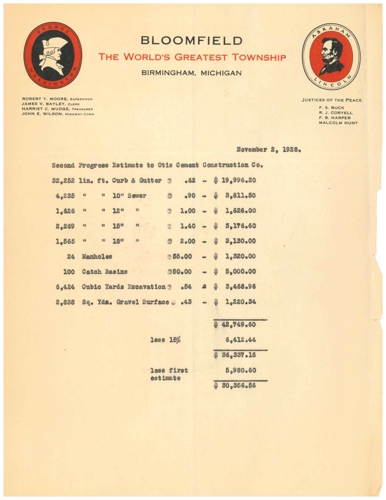 GEORGE WASHINGTON
BLOOMFIELD
THE WORLD'S GREATEST TOWNSHIP
BIRMINGHAM, MICHIGAN
ABRAHAM LINCOLN
ROBERT Y. MOORE, SUPERVISOR
JAMES V. BAYLEY, CLERK
HARRIET C. MUDGE, TREASURER
JOHN E. WILSON, HIGHWAY COMR
JUSTICES OF THE PEACE
F. E. BUCK
R. J. CORYELL
F. B. HARPER
MALCOLM HUNT
November 2, 1928.
Second Progress Estimate to Otis Cement Construction Co.
32,252 lin. ft. Curb & Gutter @ .62 - $ 19,996.20
4,235 " " 10" Sewer @ .90 - $ 3,811.50
1,626 " " 12" " @ 1.00 - $ 1,626.00
2,269 " " 15" " @ 1.40 - $ 3,176.60
1,565 " " 18" " @ 2.00 - $ 3,130.00
24 Manholes @ 55.00 - $ 1,320.00
100 Catch Basins @50.00 - $ 5,000.00
6,424 Cubic Yards Excavation @ .54 - $ 3,468.96
2,838 Sq. Yds. Gravel Surface @ .43 - $ 1,220.34
$ 42,749.60
less 15% 6,412.44
$ 36,337.16
less first 5,980.60
estimate
$ 30,356.56